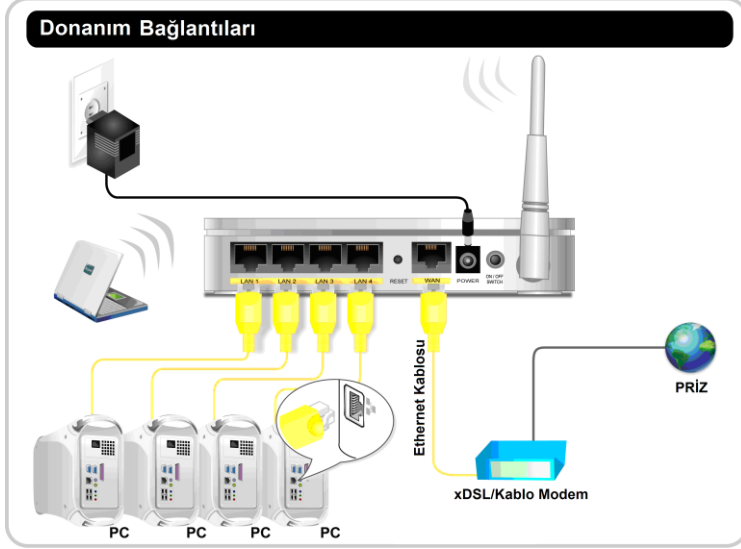 Donanım Bağlantıları
LAN 1 LAN 2 LAN 3 LAN 4 RESET WAN POWER ON / OFF
SWITCH
Ethernet Kablosu
PRİZ
xDSL/Kablo Modem
PC PC PC PC